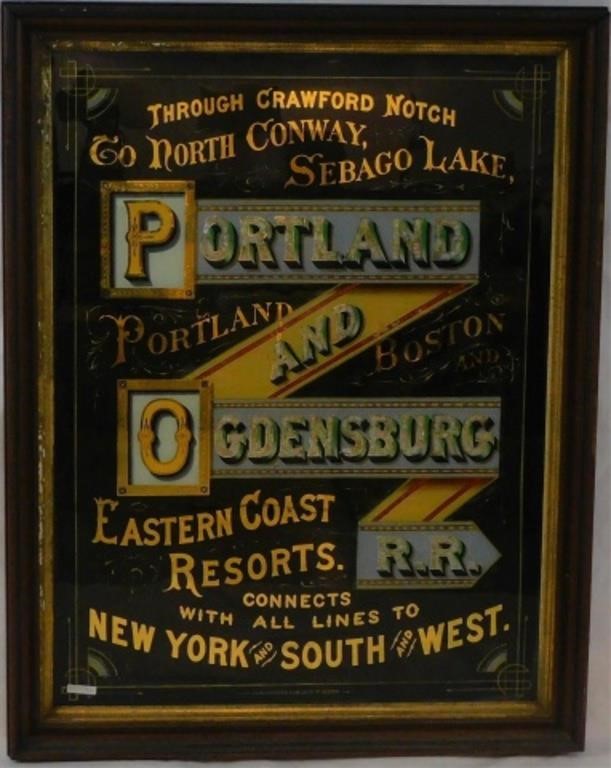 THROUGH CRAWFORD NOTCH
TO NORTH CONWAY,
SEBAGO LAKE,
PORTLAND
AND
PORTLAND
BOSTON
AND
OGDENSBURG
R.R.
EASTERN COAST
RESORTS.
CONNECTS
WITH ALL LINES TO
NEW YORK AND SOUTH AND WEST.